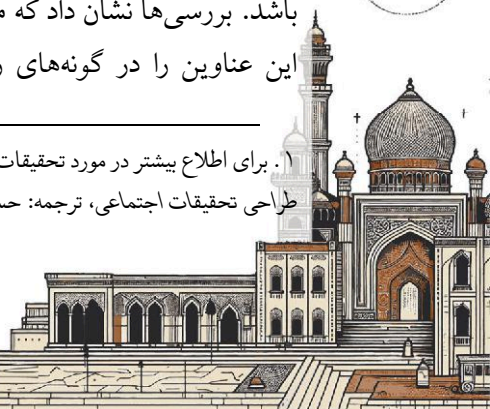 باشد. بررسی‌ها نشان داد که
این عناوین را در گونه‌های
۱. برای اطلاع بیشتر در مورد تحقیقات
طراحی تحقیقات اجتماعی، ترجمه: